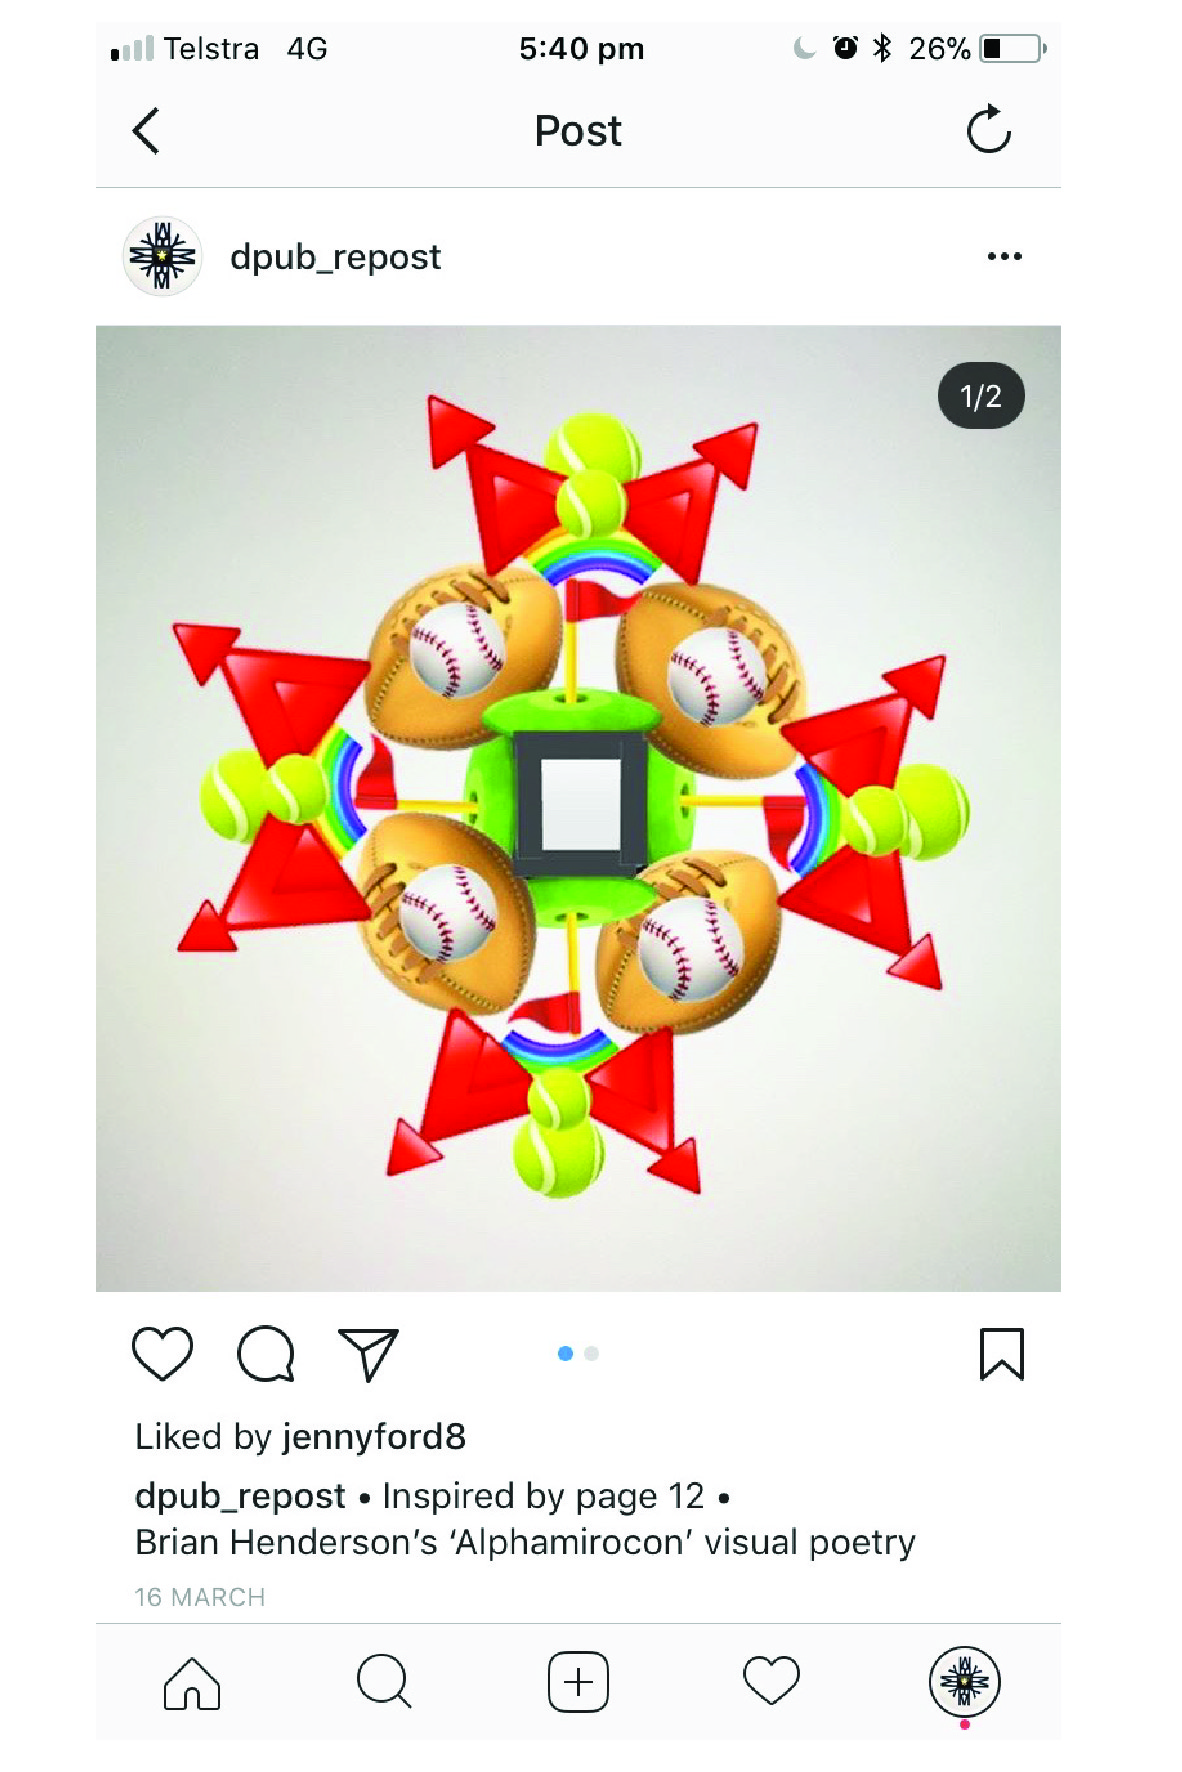 Telstra 4G 5:40 pm 26%
Post
dpub_repost
1/2
Liked by jennyford8
dpub_repost • Inspired by page 12 •
Brian Henderson's ‘Alphamirocon’ visual poetry
16 MARCH